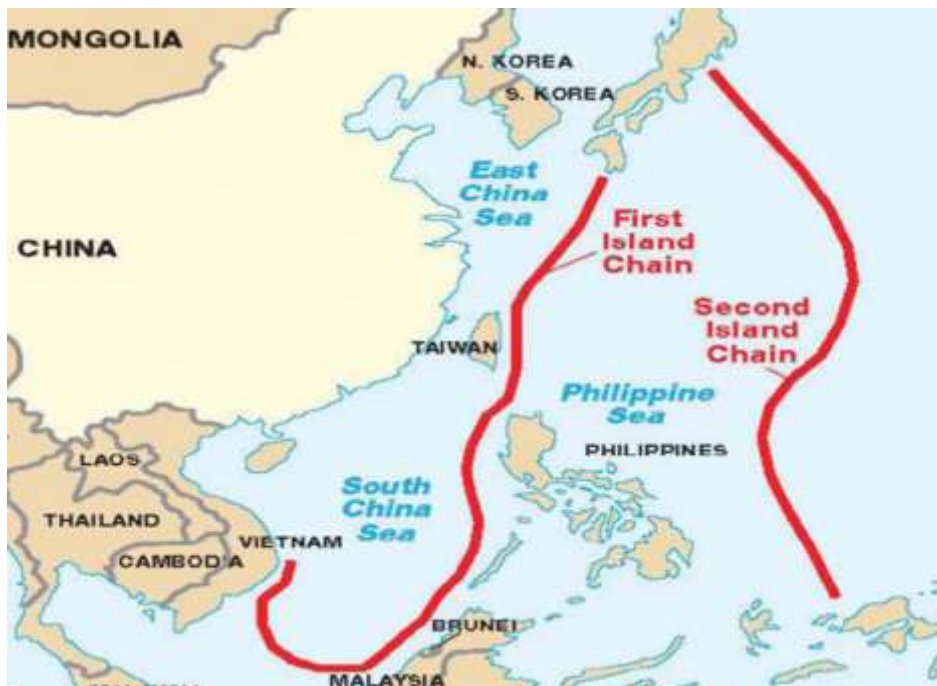 MONGOLIA
N. KOREA
S. KOREA
East
China
Sea
First
Island
Chain
CHINA
Second
Island
Chain
TAIWAN
Philippine
Sea
PHILIPPINES
LAOS
South
China
Sea
THAILAND
VIETNAM
CAMBODIA
BRUNEI
MALAYSIA